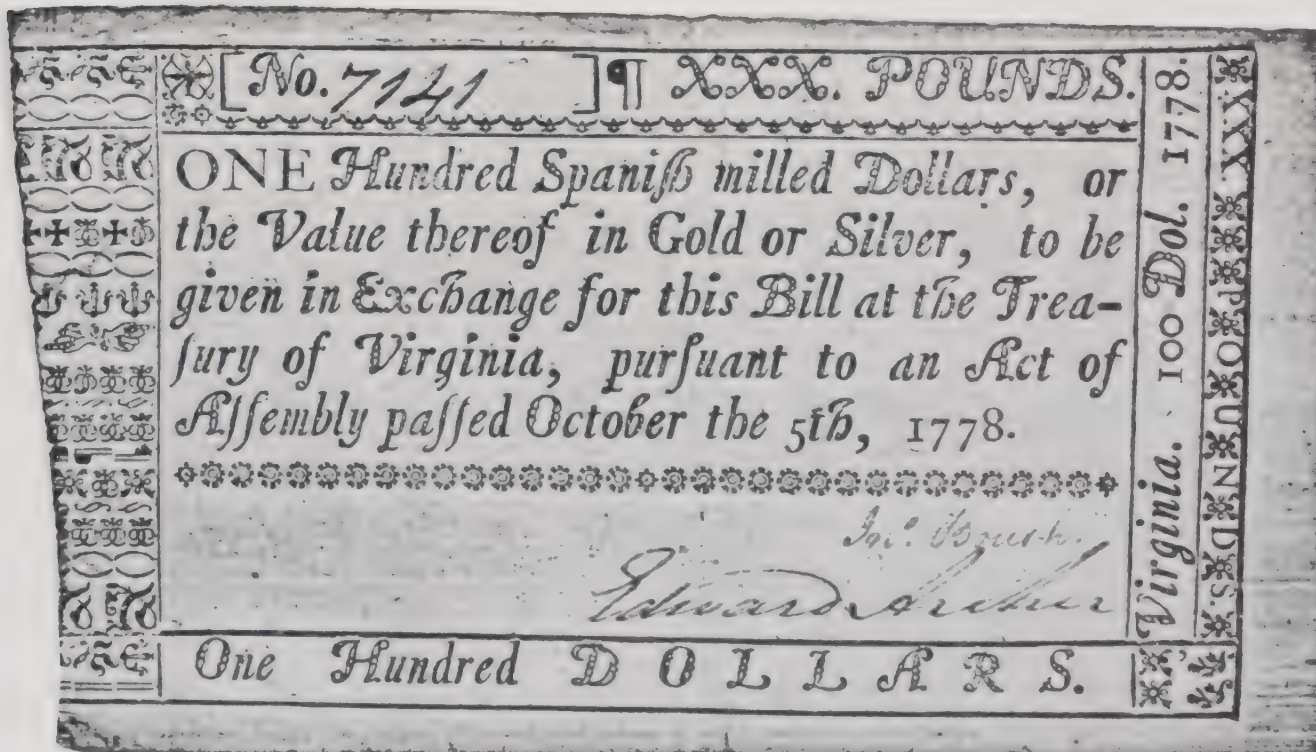 [No. 7141 ] ¶ XXX. POUNDS.
ONE Hundred Spaniſh milled Dollars, or
the Value thereof in Gold or Silver, to be
given in Exchange for this Bill at the Trea-
ſury of Virginia, purſuant to an Act of
Aſſembly paſſed October the 5th, 1778.
Jno. Boush.
Edward Archer
One Hundred DOLLARS.
Virginia. 100 Dol. 1778.
XXX POUNDS.